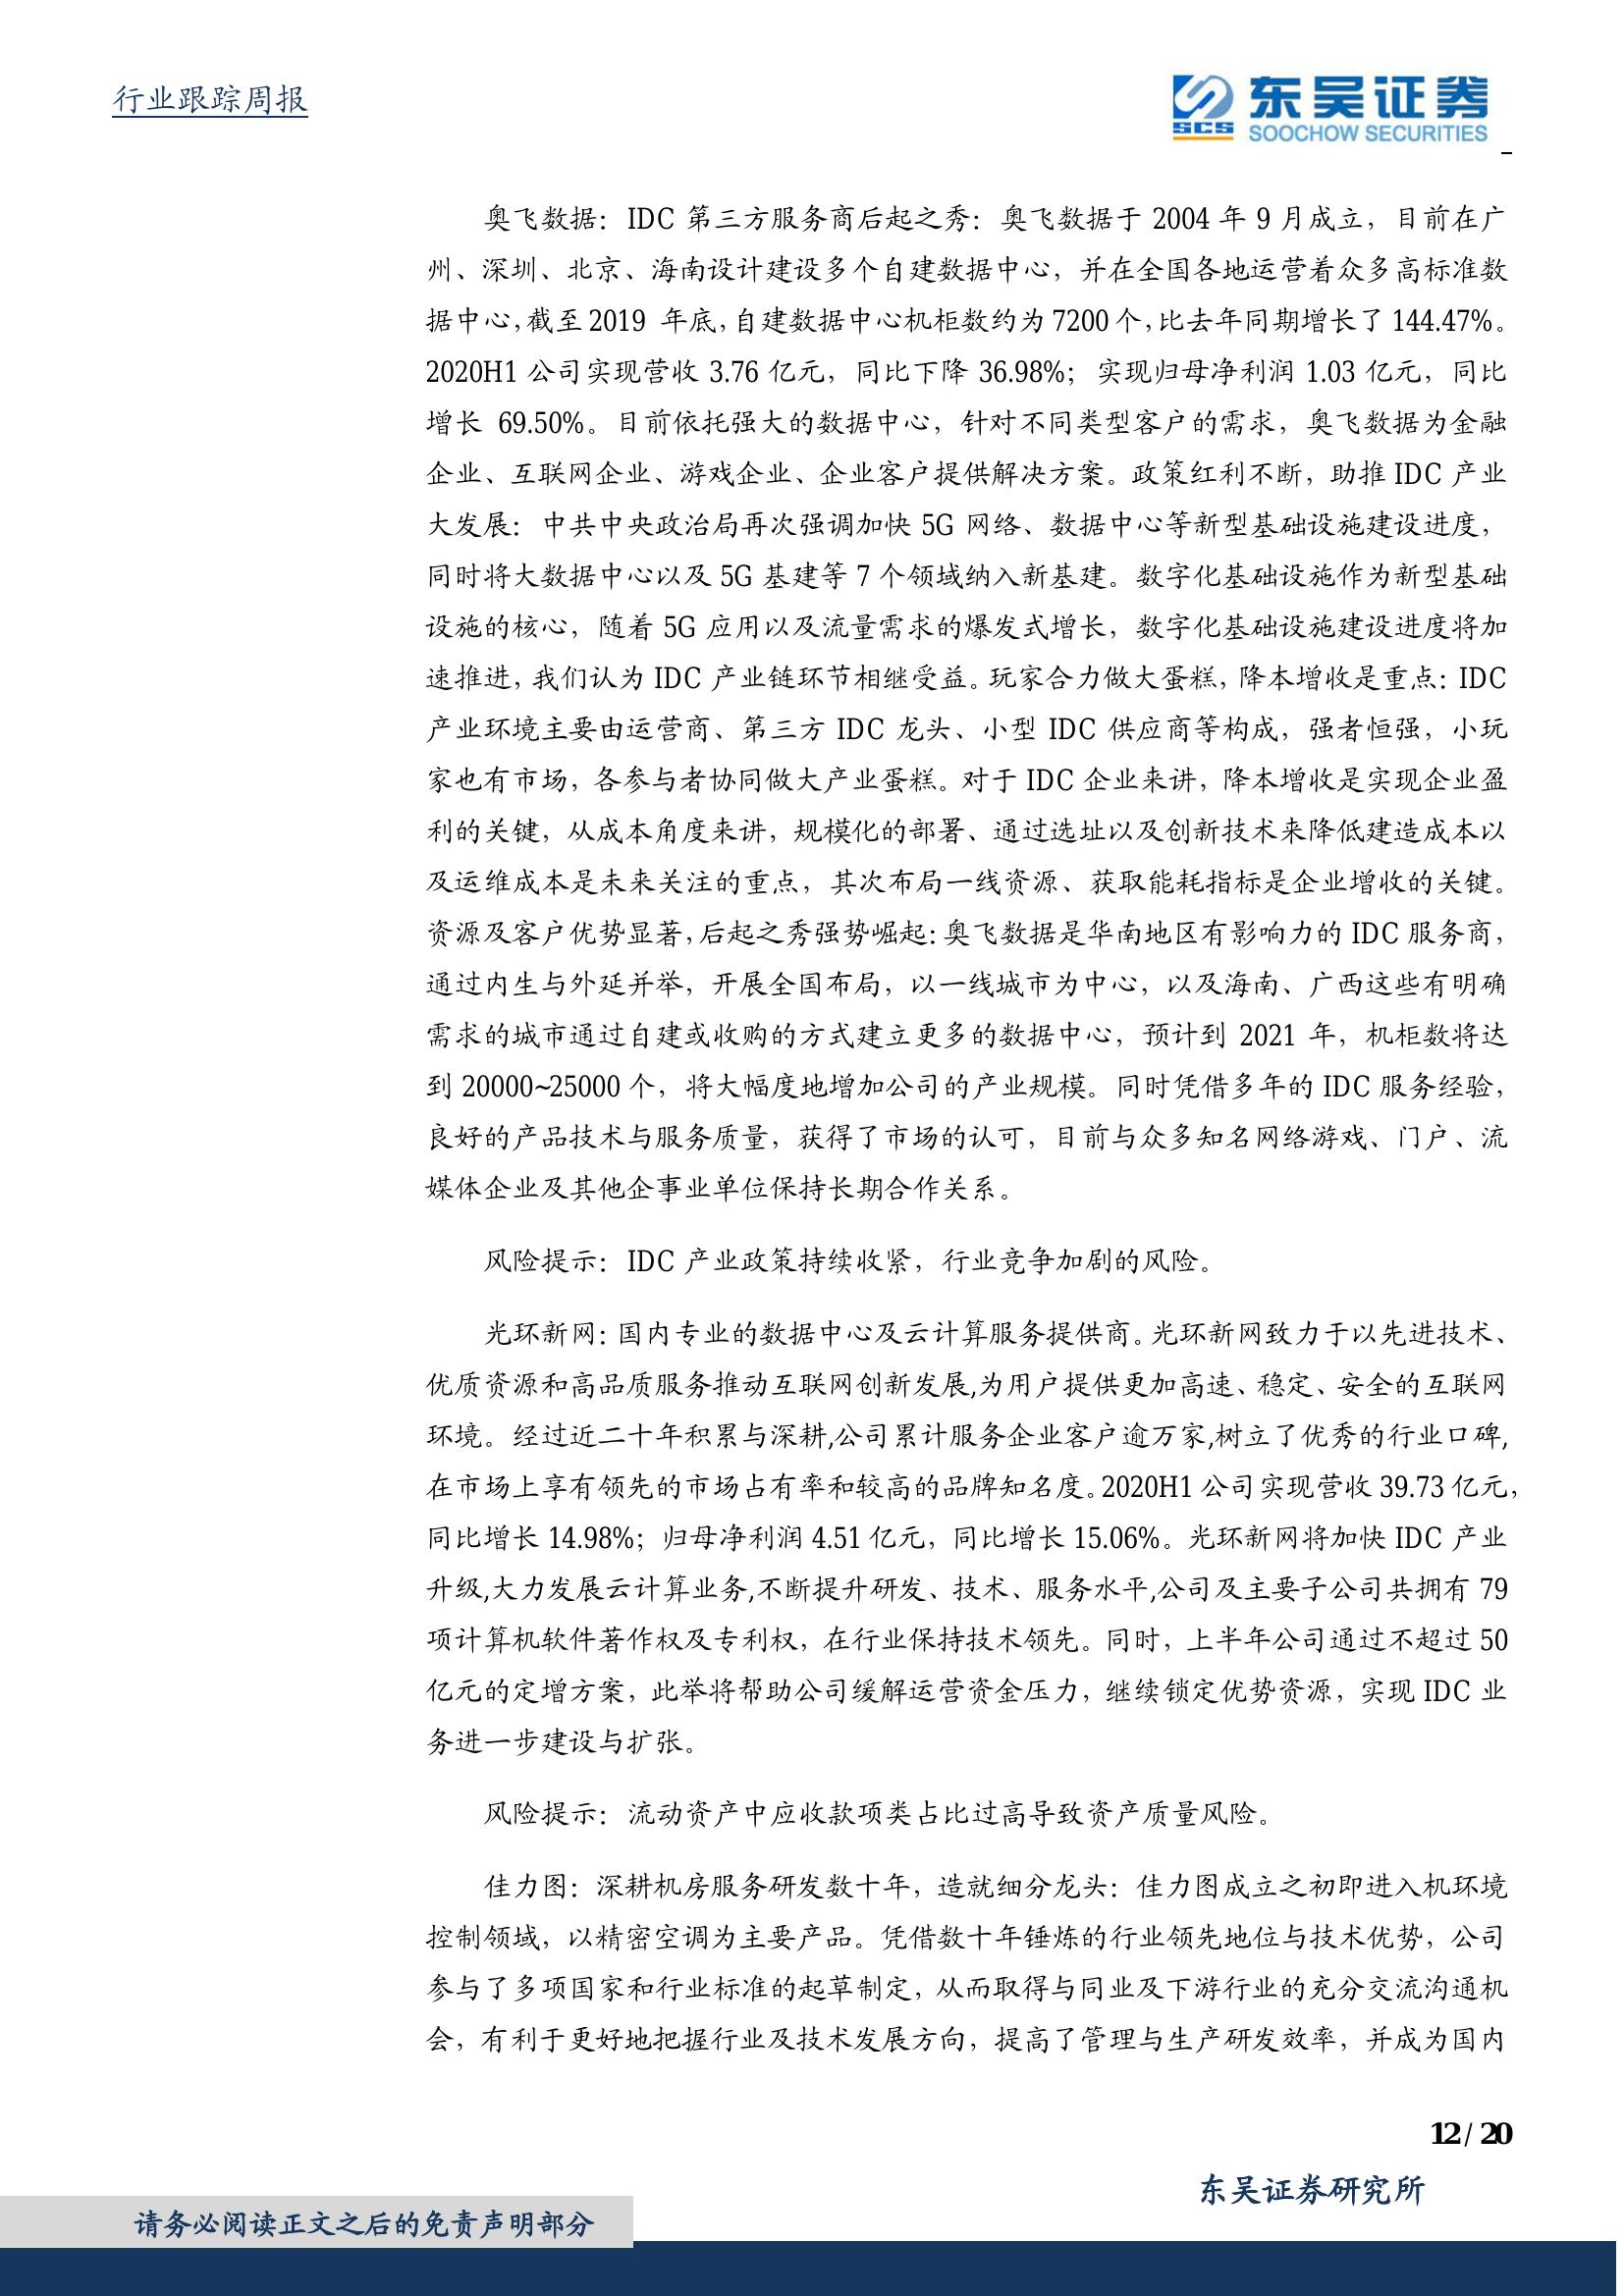 行业跟踪周报
SCS
东吴证券
SOOCHOW SECURITIES
奥飞数据：IDC 第三方服务商后起之秀：奥飞数据于 2004 年 9 月成立，目前在广
州、深圳、北京、海南设计建设多个自建数据中心，并在全国各地运营着众多高标准数
据中心，截至 2019 年底，自建数据中心机柜数约为 7200 个，比去年同期增长了 144.47%。
2020H1 公司实现营收 3.76 亿元，同比下降 36.98%；实现归母净利润 1.03 亿元，同比
增长 69.50%。目前依托强大的数据中心，针对不同类型客户的需求，奥飞数据为金融
企业、互联网企业、游戏企业、企业客户提供解决方案。政策红利不断，助推 IDC 产业
大发展：中共中央政治局再次强调加快 5G 网络、数据中心等新型基础设施建设进度，
同时将大数据中心以及 5G 基建等 7 个领域纳入新基建。数字化基础设施作为新型基础
设施的核心，随着 5G 应用以及流量需求的爆发式增长，数字化基础设施建设进度将加
速推进，我们认为 IDC 产业链环节相继受益。玩家合力做大蛋糕，降本增收是重点：IDC
产业环境主要由运营商、第三方 IDC 龙头、小型 IDC 供应商等构成，强者恒强，小玩
家也有市场，各参与者协同做大产业蛋糕。对于 IDC 企业来讲，降本增收是实现企业盈
利的关键，从成本角度来讲，规模化的部署、通过选址以及创新技术来降低建造成本以
及运维成本是未来关注的重点，其次布局一线资源、获取能耗指标是企业增收的关键。
资源及客户优势显著，后起之秀强势崛起：奥飞数据是华南地区有影响力的 IDC 服务商，
通过内生与外延并举，开展全国布局，以一线城市为中心，以及海南、广西这些有明确
需求的城市通过自建或收购的方式建立更多的数据中心，预计到 2021 年，机柜数将达
到 20000~25000 个，将大幅度地增加公司的产业规模。同时凭借多年的 IDC 服务经验，
良好的产品技术与服务质量，获得了市场的认可，目前与众多知名网络游戏、门户、流
媒体企业及其他企事业单位保持长期合作关系。
风险提示：IDC 产业政策持续收紧，行业竞争加剧的风险。
光环新网：国内专业的数据中心及云计算服务提供商。光环新网致力于以先进技术、
优质资源和高品质服务推动互联网创新发展,为用户提供更加高速、稳定、安全的互联网
环境。经过近二十年积累与深耕,公司累计服务企业客户逾万家,树立了优秀的行业口碑,
在市场上享有领先的市场占有率和较高的品牌知名度。2020H1 公司实现营收 39.73 亿元，
同比增长 14.98%；归母净利润 4.51 亿元，同比增长 15.06%。光环新网将加快 IDC 产业
升级,大力发展云计算业务,不断提升研发、技术、服务水平,公司及主要子公司共拥有 79
项计算机软件著作权及专利权，在行业保持技术领先。同时，上半年公司通过不超过 50
亿元的定增方案，此举将帮助公司缓解运营资金压力，继续锁定优势资源，实现 IDC 业
务进一步建设与扩张。
风险提示：流动资产中应收款项类占比过高导致资产质量风险。
佳力图：深耕机房服务研发数十年，造就细分龙头：佳力图成立之初即进入机环境
控制领域，以精密空调为主要产品。凭借数十年锤炼的行业领先地位与技术优势，公司
参与了多项国家和行业标准的起草制定，从而取得与同业及下游行业的充分交流沟通机
会，有利于更好地把握行业及技术发展方向，提高了管理与生产研发效率，并成为国内
12 / 20
东吴证券研究所
请务必阅读正文之后的免责声明部分